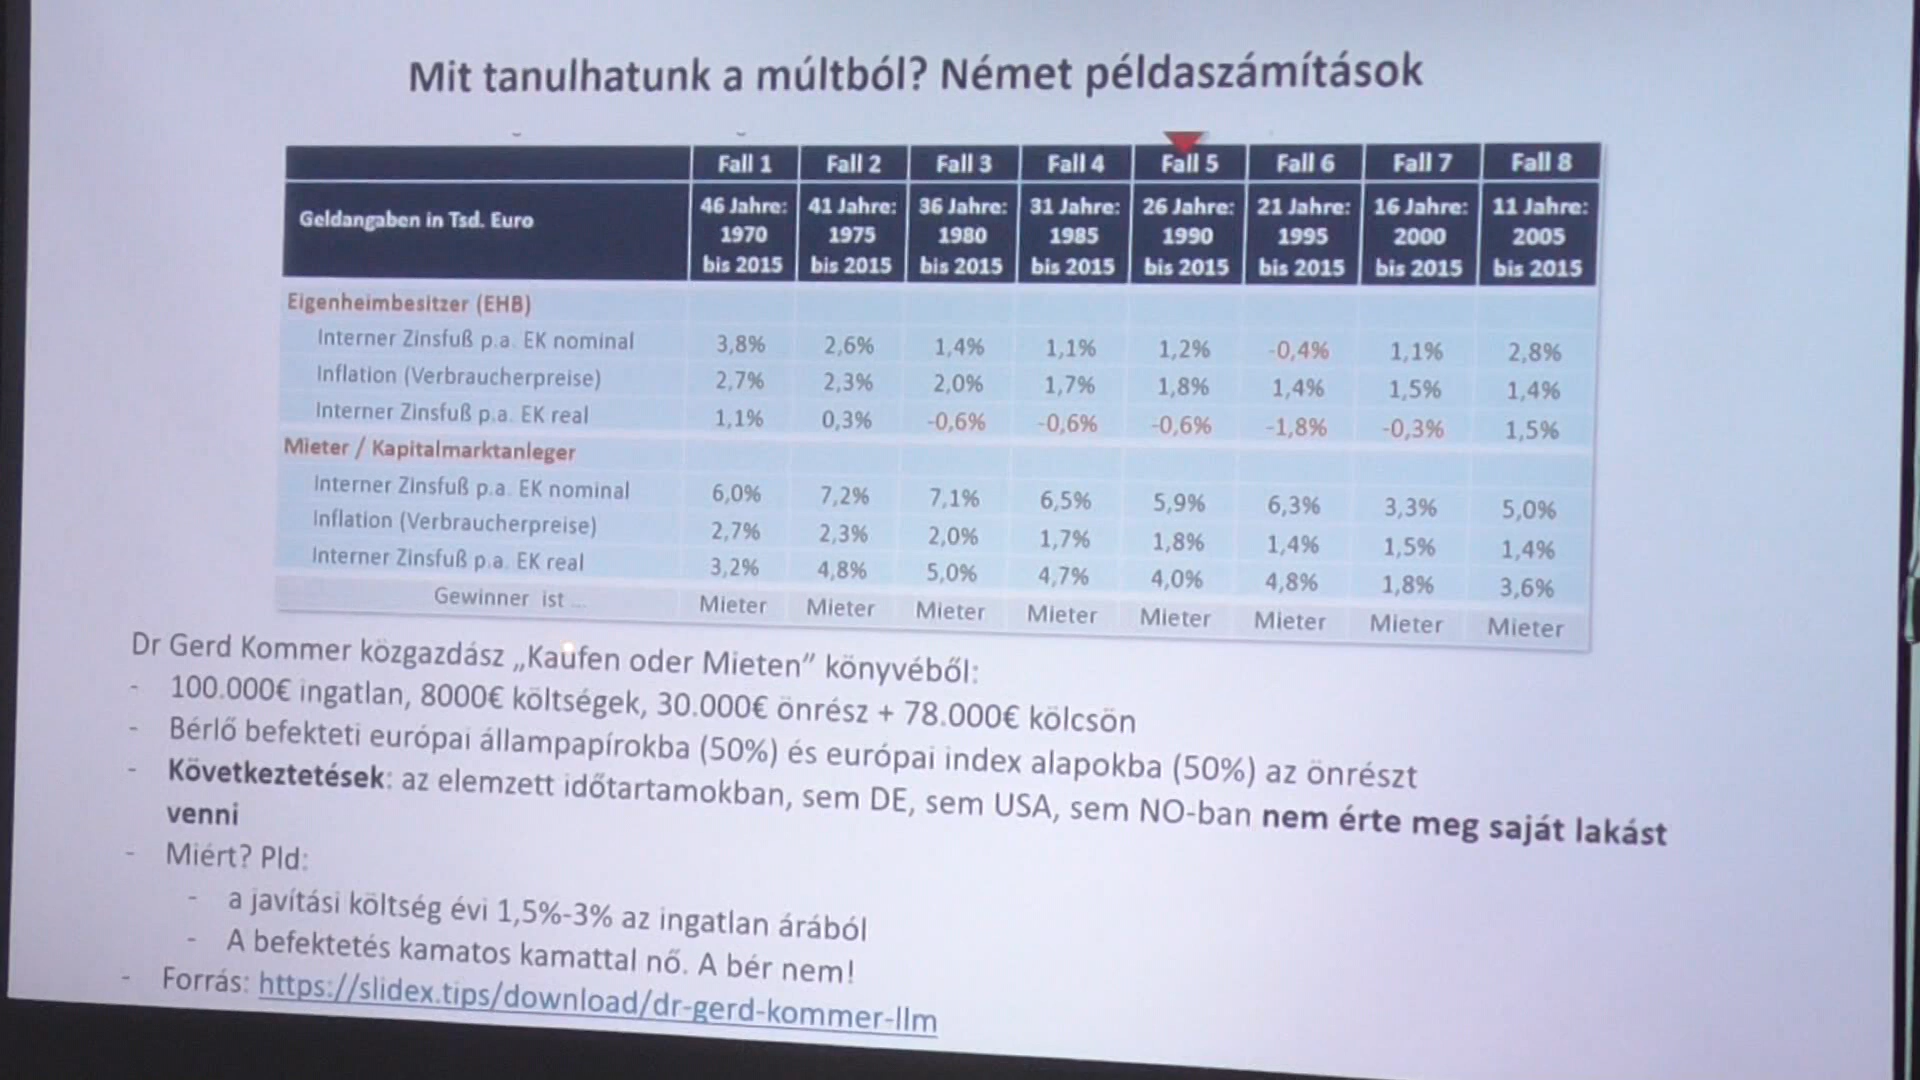 Mit tanulhatunk a múltból? Német példaszámítások
Fall 1 Fall 2 Fall 3 Fall 4 Fall 5 Fall 6 Fall 7 Fall 8
Geldangaben in Tsd. Euro
46 Jahre: 41 Jahre: 36 Jahre: 31 Jahre: 26 Jahre: 21 Jahre: 16 Jahre: 11 Jahre:
1970 1975 1980 1985 1990 1995 2000 2005
bis 2015 bis 2015 bis 2015 bis 2015 bis 2015 bis 2015 bis 2015 bis 2015
Eigenheimbesitzer (EHB)
Interner Zinsfuß p.a. EK nominal 3,8% 2,6% 1,4% 1,1% 1,2% -0,4% 1,1% 2,8%
Inflation (Verbraucherpreise) 2,7% 2,3% 2,0% 1,7% 1,8% 1,4% 1,5% 1,4%
Interner Zinsfuß p.a. EK real 1,1% 0,3% -0,6% -0,6% -0,6% -1,8% -0,3% 1,5%
Mieter / Kapitalmarktanleger
Interner Zinsfuß p.a. EK nominal 6,0% 7,2% 7,1% 6,5% 5,9% 6,3% 3,3% 5,0%
Inflation (Verbraucherpreise) 2,7% 2,3% 2,0% 1,7% 1,8% 1,4% 1,5% 1,4%
Interner Zinsfuß p.a. EK real 3,2% 4,8% 5,0% 4,7% 4,0% 4,8% 1,8% 3,6%
Gewinner ist ... Mieter Mieter Mieter Mieter Mieter Mieter Mieter Mieter
Dr Gerd Kommer közgazdász „Kaufen oder Mieten” könyvéből:
- 100.000€ ingatlan, 8000€ költségek, 30.000€ önrész + 78.000€ kölcsön
- Bérlő befekteti európai állampapírokba (50%) és európai index alapokba (50%) az önrészt
- Következtetések: az elemzett időtartamokban, sem DE, sem USA, sem NO-ban nem érte meg saját lakást
venni
- Miért? Pld:
- a javítási költség évi 1,5%-3% az ingatlan árából
- A befektetés kamatos kamattal nő. A bér nem!
- Forrás: https://slidex.tips/download/dr-gerd-kommer-llm